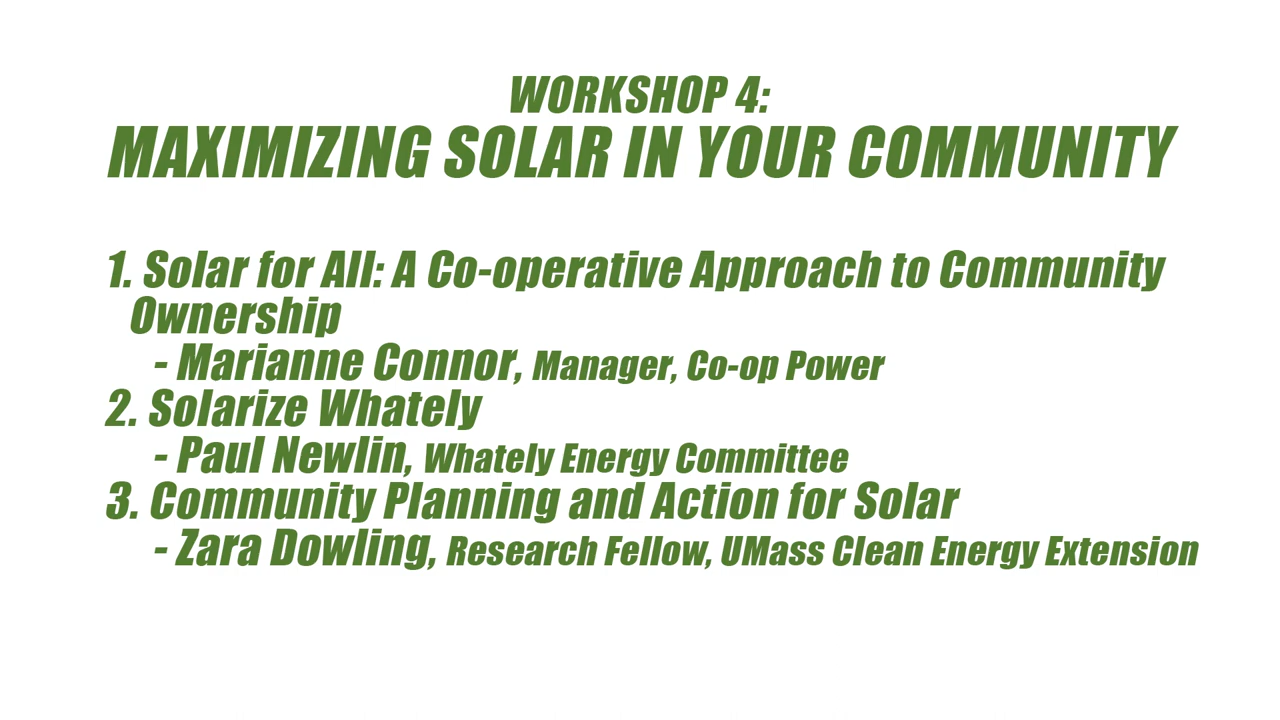 WORKSHOP 4:
MAXIMIZING SOLAR IN YOUR COMMUNITY
1. Solar for All: A Co-operative Approach to Community
Ownership
- Marianne Connor, Manager, Co-op Power
2. Solarize Whately
- Paul Newlin, Whately Energy Committee
3. Community Planning and Action for Solar
- Zara Dowling, Research Fellow, UMass Clean Energy Extension